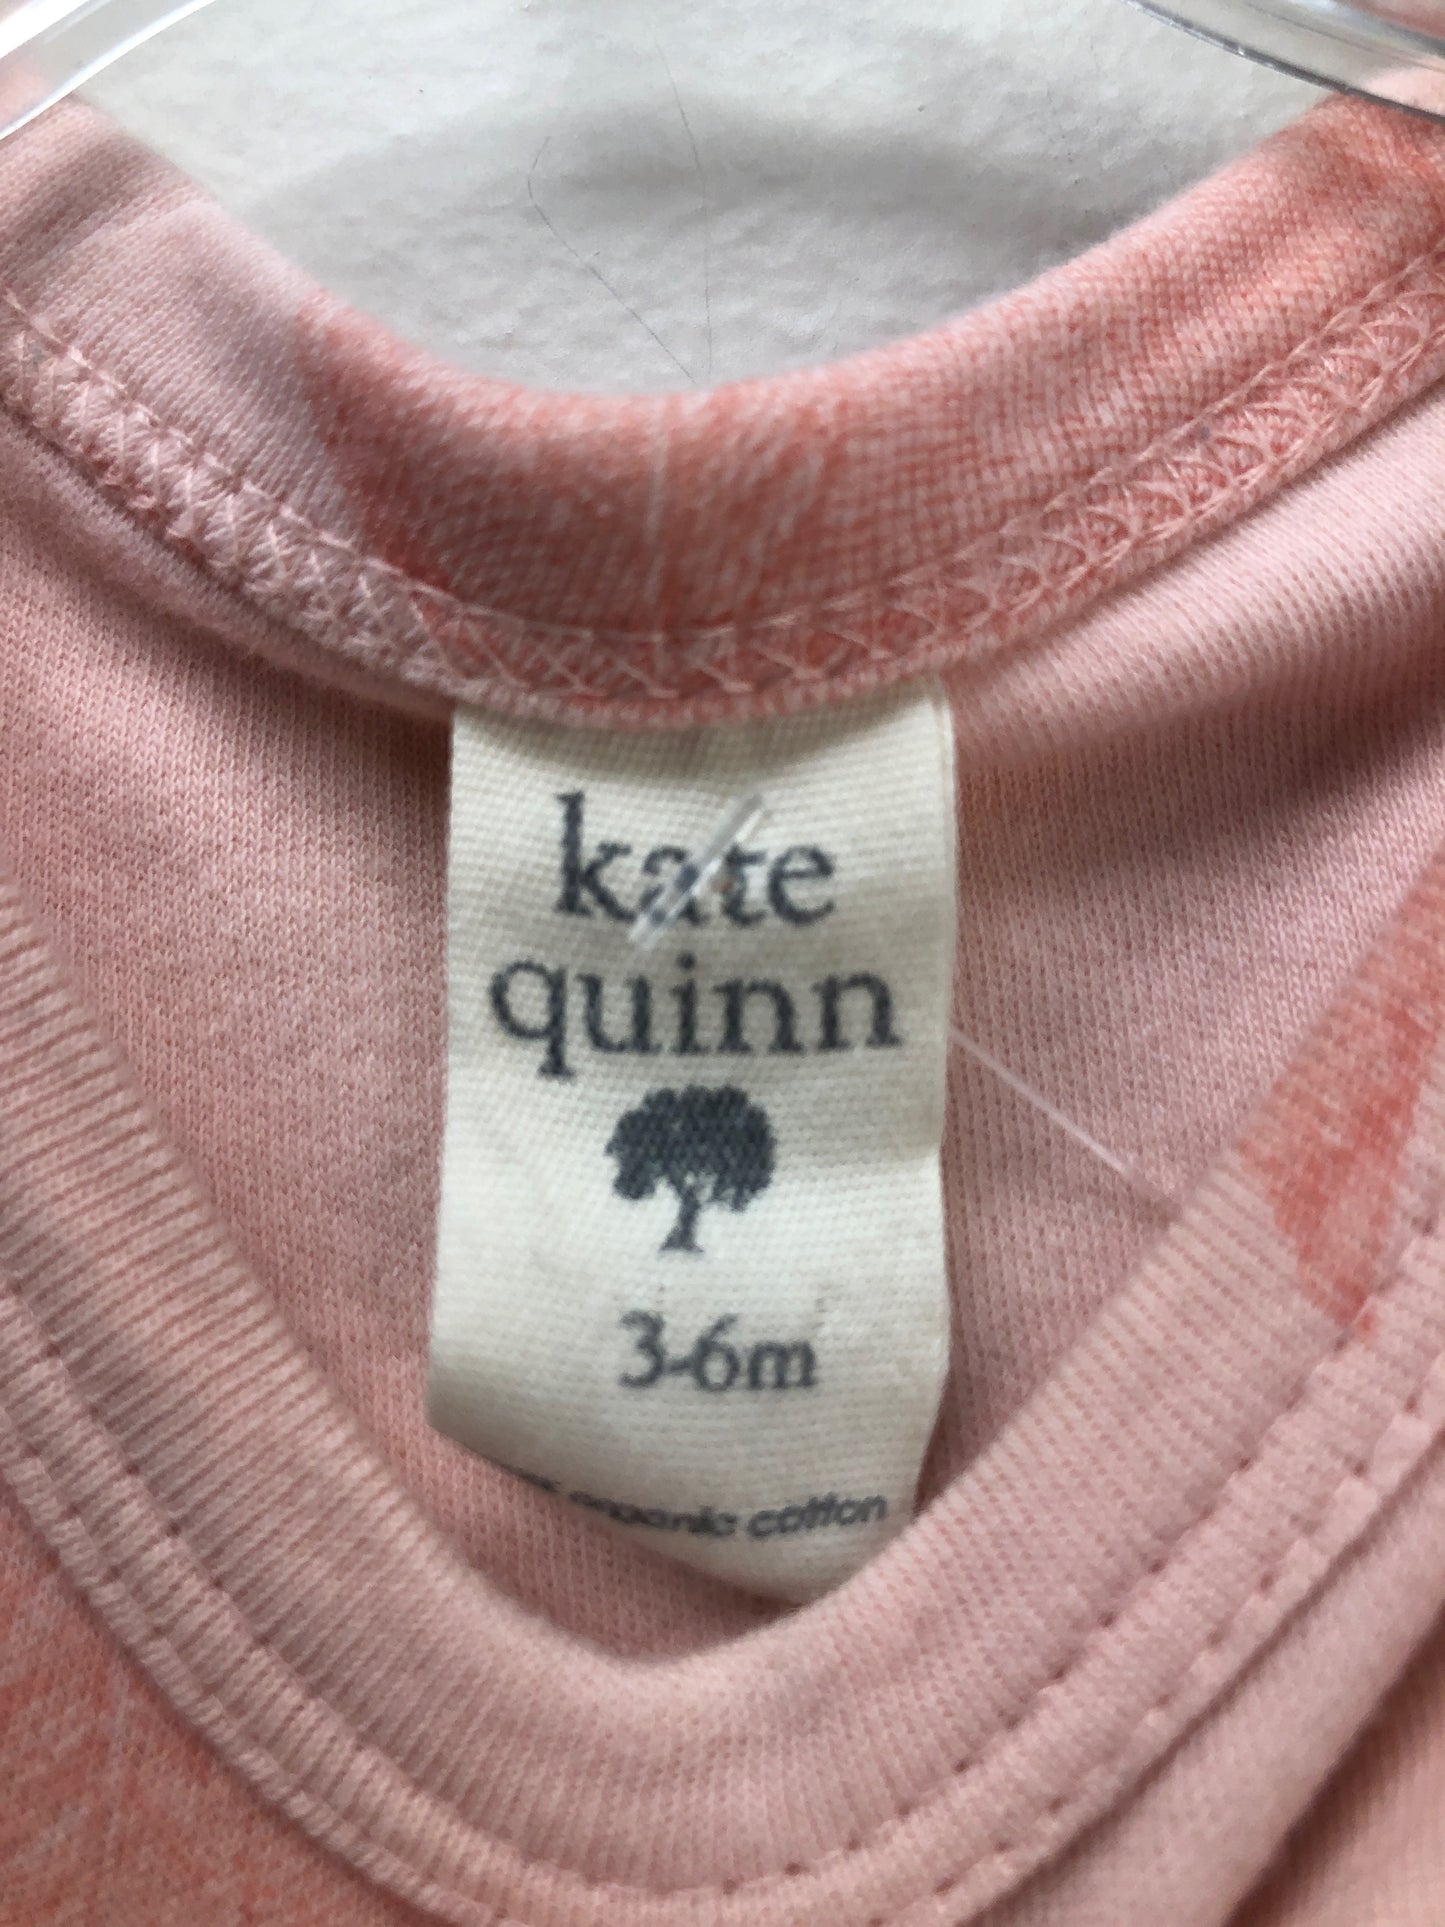 kate
quinn
3-6m
organic cotton